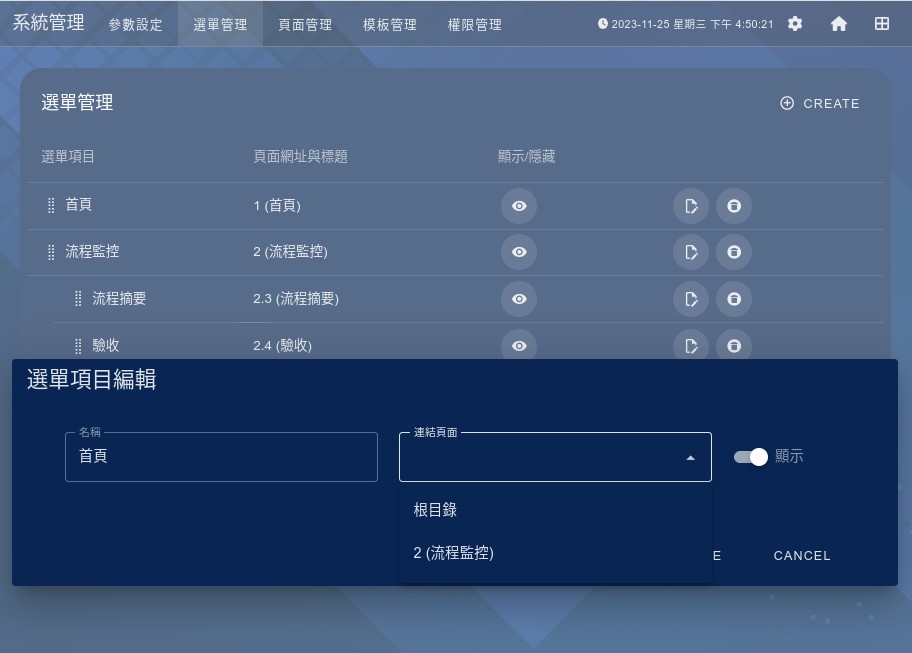 系統管理 參數設定 選單管理 頁面管理 模板管理 權限管理 2023-11-25 星期三 下午 4:50:21
選單管理 CREATE
選單項目 頁面網址與標題 顯示/隱藏
首頁 1 (首頁)
流程監控 2 (流程監控)
流程摘要 2.3 (流程摘要)
驗收 2.4 (驗收)
選單項目編輯
名稱 連結頁面
首頁 顯示
根目錄
2 (流程監控)
E CANCEL